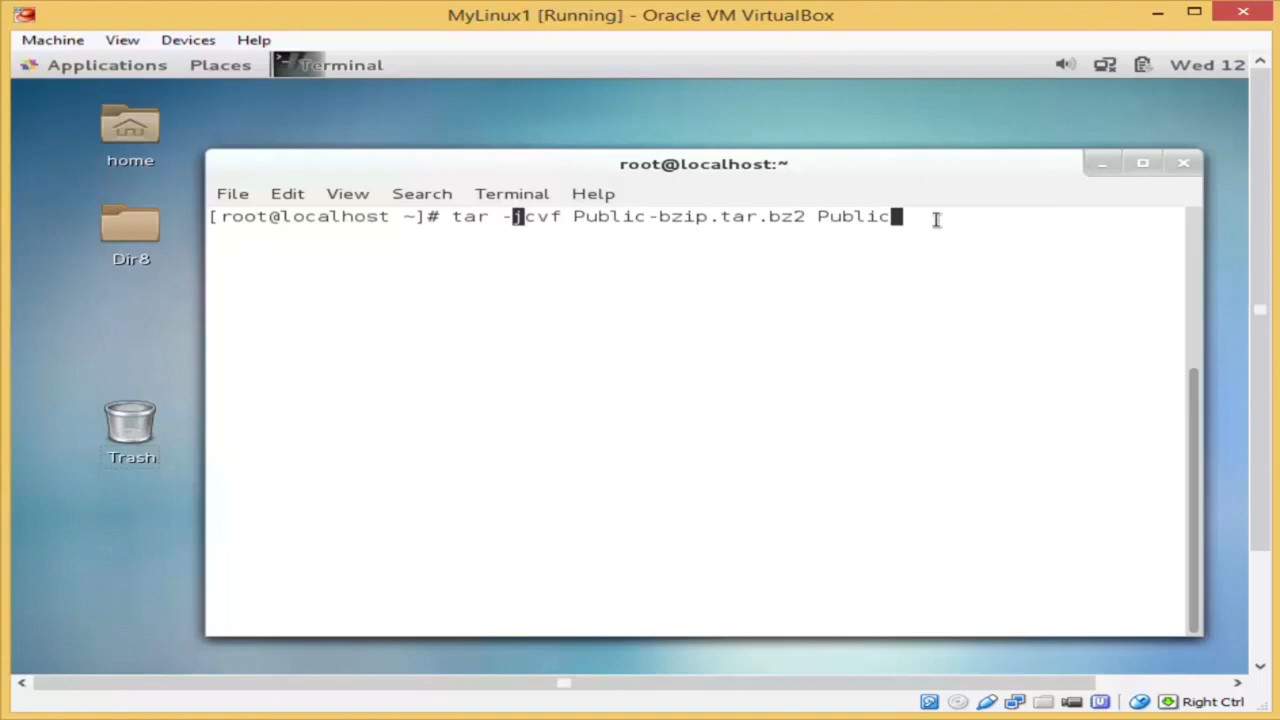 MyLinux1 [Running] - Oracle VM VirtualBox
Machine View Devices Help
Applications Places Terminal Wed 12
home
Dir8
Trash
root@localhost:~
File Edit View Search Terminal Help
[root@localhost ~]# tar -jcvf Public-bzip.tar.bz2 Public
Right Ctrl